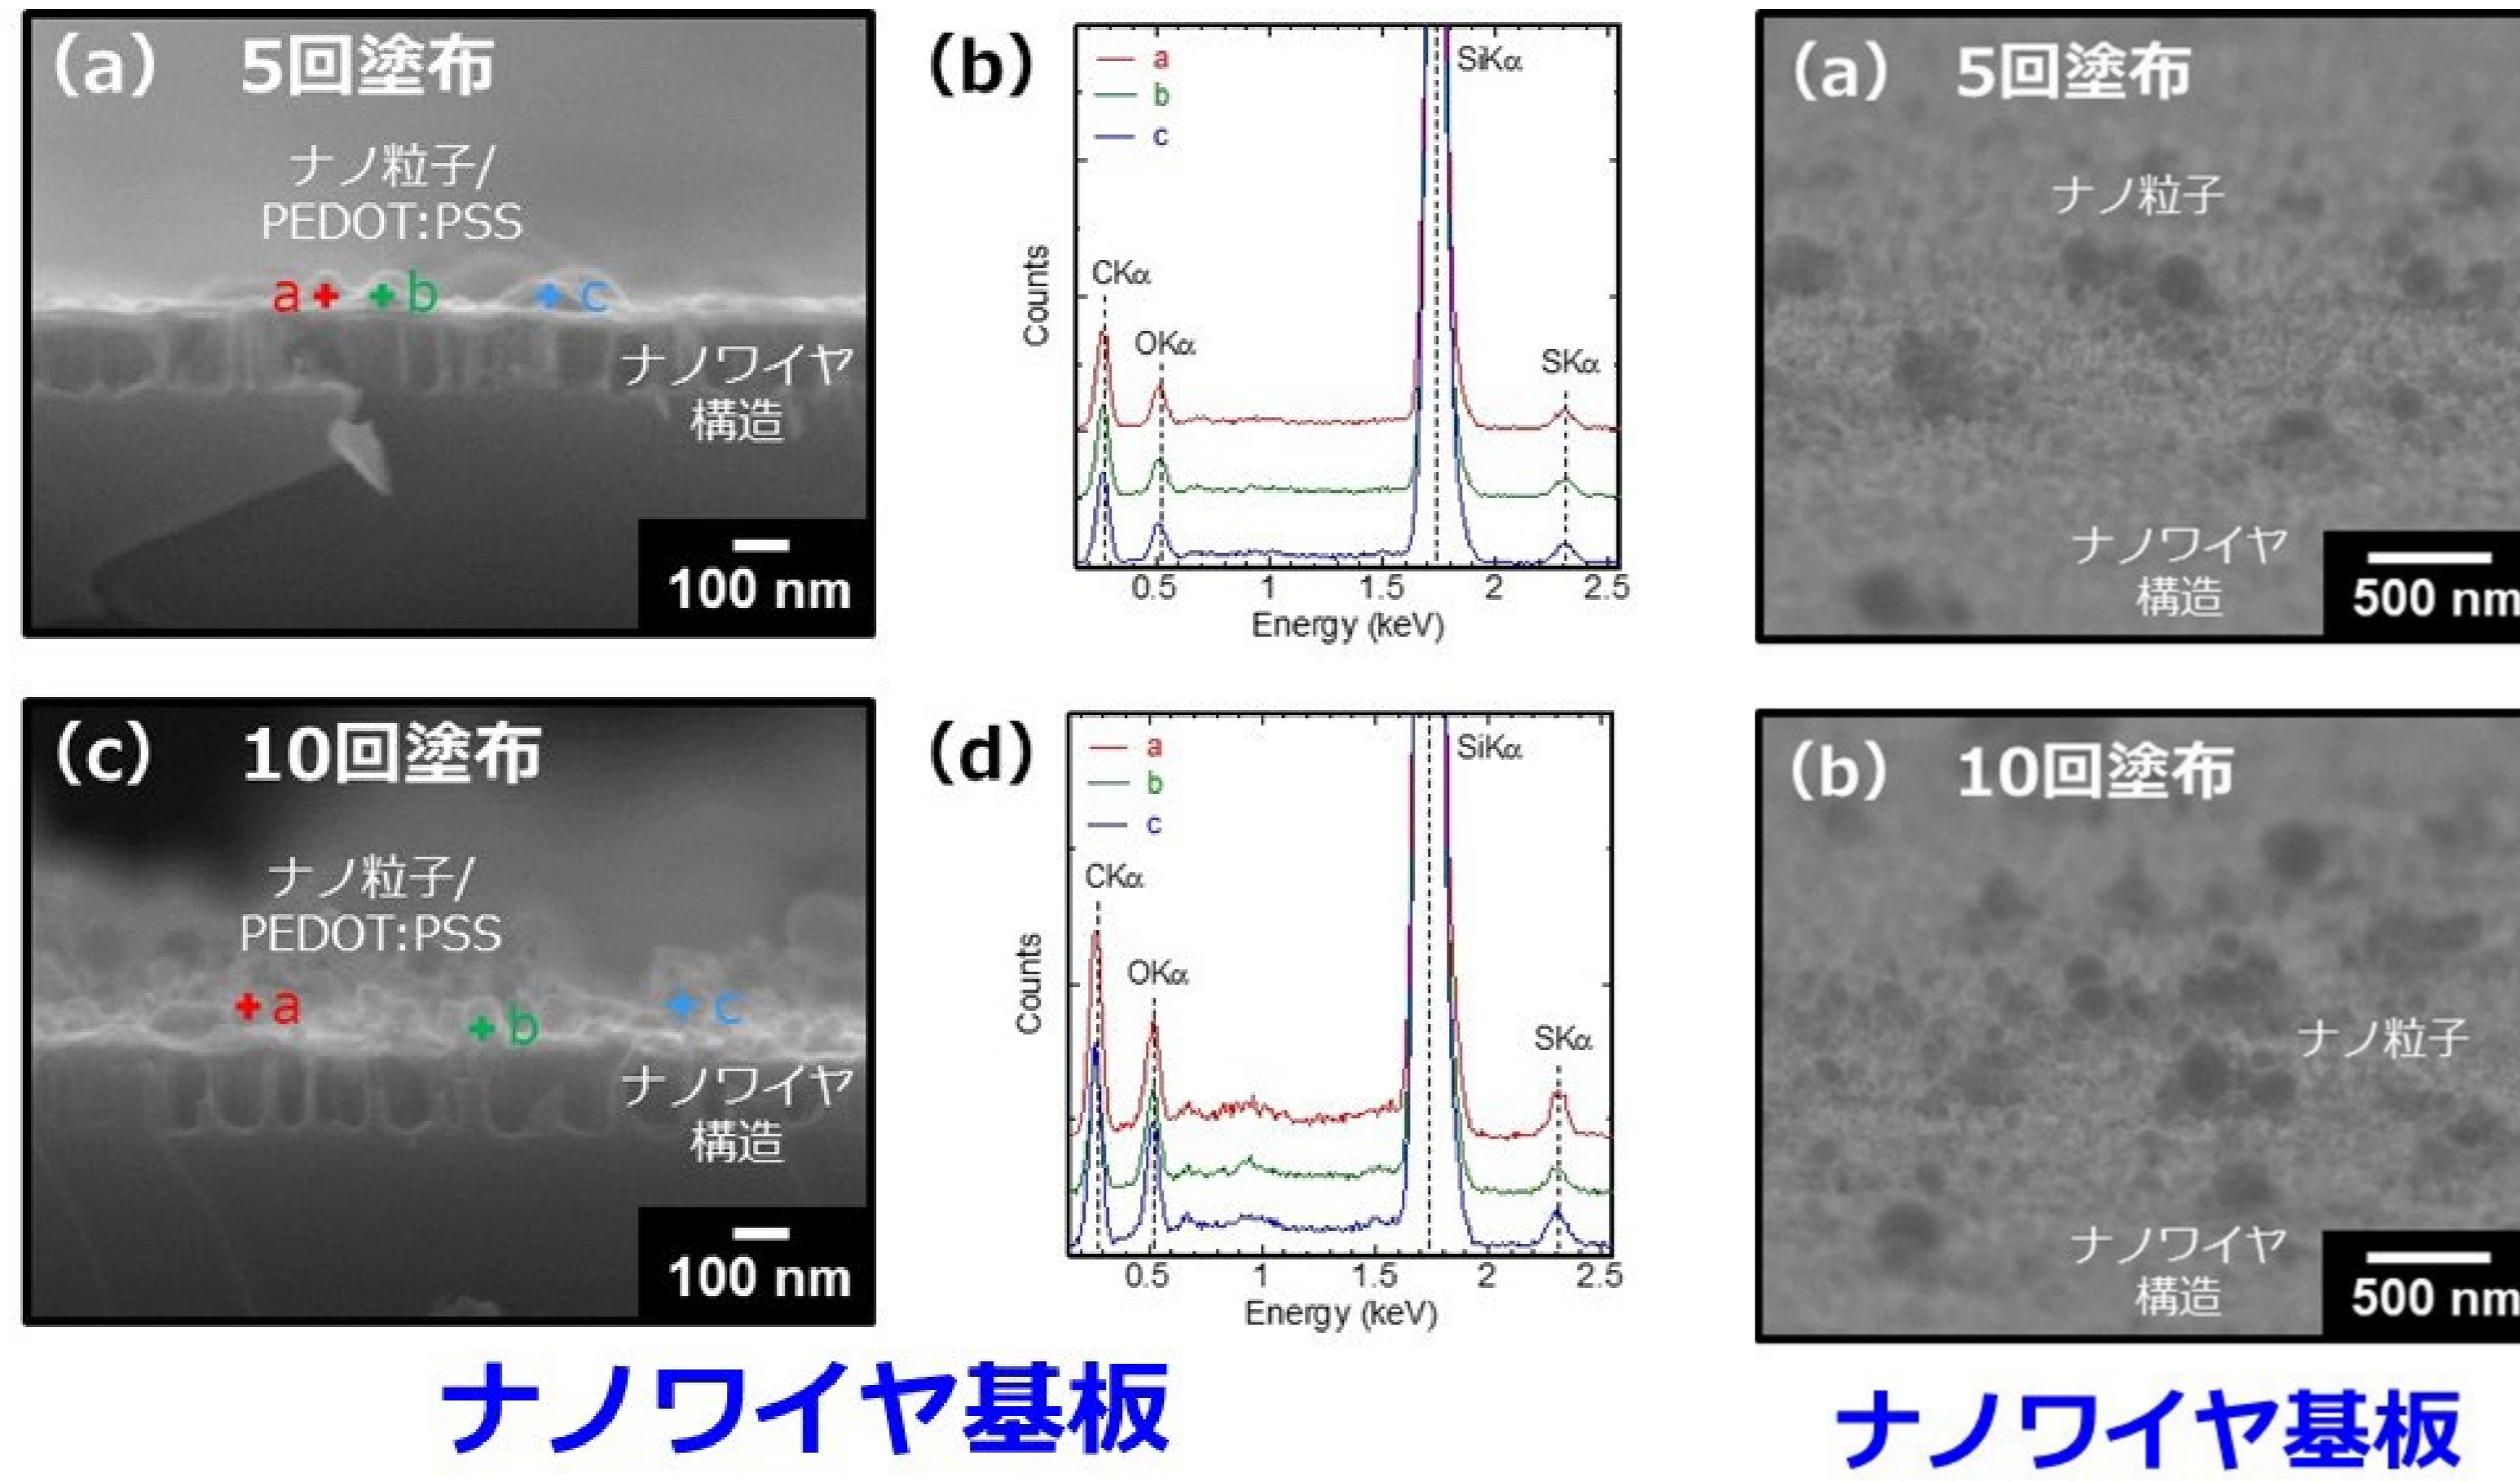 (a) 5回塗布
ナノ粒子/
PEDOT:PSS
a b c
ナノワイヤ
構造
100 nm
(b)
a
b
c
SiKα
CKα
OKα
SKα
Counts
0.5 1 1.5 2 2.5
Energy (keV)
(a) 5回塗布
ナノ粒子
ナノワイヤ
構造
500 nm
(c) 10回塗布
ナノ粒子/
PEDOT:PSS
a b c
ナノワイヤ
構造
100 nm
(d)
a
b
c
SiKα
CKα
OKα
SKα
Counts
0.5 1 1.5 2 2.5
Energy (keV)
(b) 10回塗布
ナノ粒子
ナノワイヤ
構造
500 nm
ナノワイヤ基板
ナノワイヤ基板